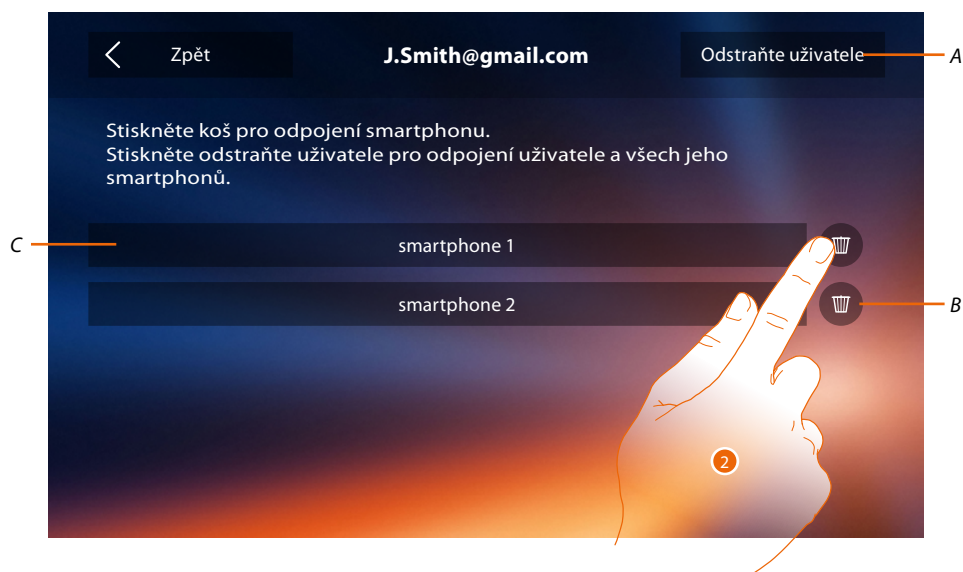 Zpět
J.Smith@gmail.com
Odstraňte uživatele
A
Stiskněte koš pro odpojení smartphonu.
Stiskněte odstraňte uživatele pro odpojení uživatele a všech jeho
smartphonů.
C
smartphone 1
smartphone 2
B
2